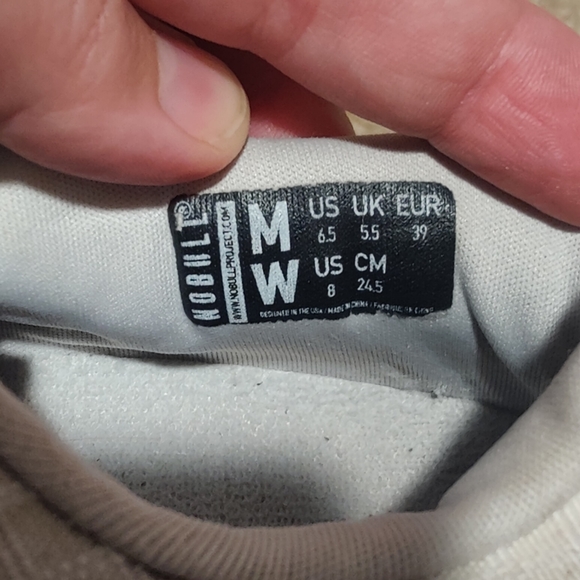 NOBULL
WWW.NOBULLPROJECT.COM
M US UK EUR
6.5 5.5 39
W US CM
8 24.5
DESIGNED IN THE USA | MADE IN CHINA |